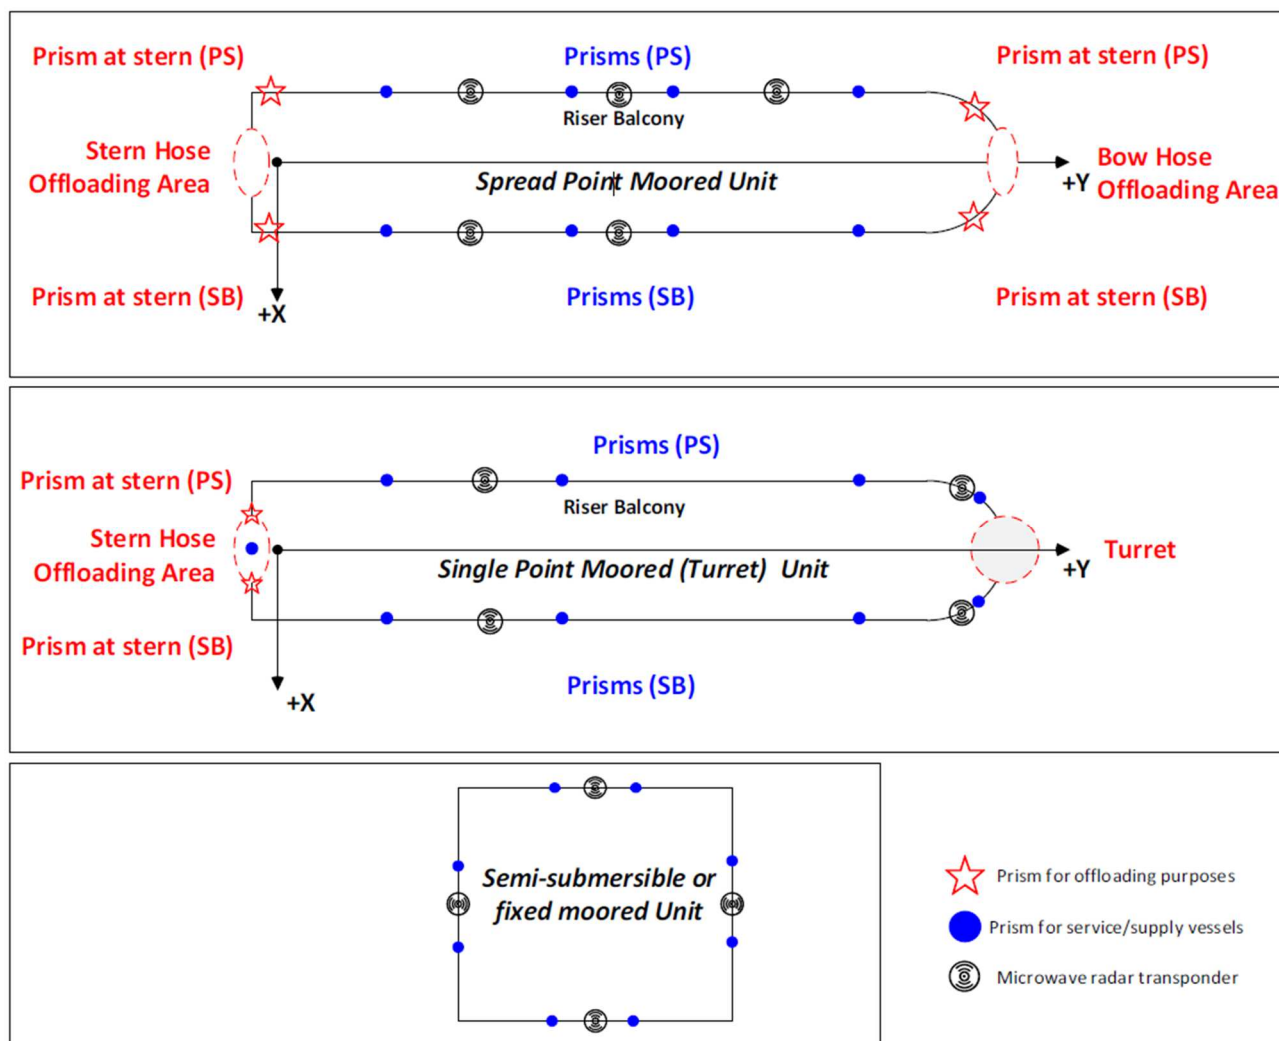 Prism at stern (PS)
Prisms (PS)
Prism at stern (PS)
Riser Balcony
Stern Hose
Offloading Area
Bow Hose
Offloading Area
+Y
Spread Point Moored Unit
Prism at stern (SB)
Prisms (SB)
Prism at stern (SB)
+X
Prisms (PS)
Prism at stern (PS)
Riser Balcony
Stern Hose
Offloading Area
Single Point Moored (Turret) Unit
+Y
Turret
Prism at stern (SB)
Prisms (SB)
+X
Semi-submersible or
fixed moored Unit
Prism for offloading purposes
Prism for service/supply vessels
Microwave radar transponder